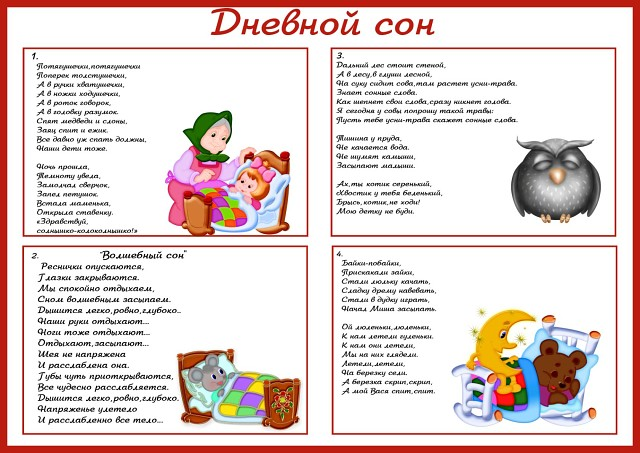 Дневной сон
1.
Потягушечки,потягушечки
Поперек толстушечки,
А в ручки хватушечки,
А в ножки ходушечки,
А в роток говорок,
А в головку разумок.
Спят медведи и слоны,
Заяц спит и ежик.
Все давно уж спать должны,
Наши дети тоже.
Ночь прошла,
Темноту увела,
Замолчал сверчок,
Запел петушок.
Встала маменька,
Открыла ставенку.
«Здравствуй,
солнышко-колоколнышко!»
2. "Волшебный сон"
Реснички опускаются,
Глазки закрываются.
Мы спокойно отдыхаем,
Сном волшебным засыпаем.
Дышится легко,ровно,глубоко..
Наши руки отдыхают...
Ноги тоже отдыхают...
Отдыхают,засыпают...
Шея не напряжена
И расслаблена она.
Губы чуть приоткрываются,
Все чудесно расслабляется.
Дышится легко,ровно,глубоко.
Напряженье улетело
И расслабленно все тело...
3.
Дальний лес стоит стеной,
А в лесу,в глуши лесной,
На суку сидит сова,там растет усни-трава.
Знает сонные слова.
Как шепнет свои слова,сразу никнет голова.
Я сегодня у совы попрошу такой травы:
Пусть тебе усни-трава скажет сонные слова.
Тишина у пруда,
Не качается вода.
Не шумят камыши,
Засыпают малыши.
Ах,ты котик серенький,
«Хвостик у тебя беленький,
Брысь,котик,не ходи!
Мою детку не буди.
4.
Байки-побайки,
Прискакали зайки,
Стали люльку качать,
Сладку дрему навевать,
Стали в дудку играть,
Начал Миша засыпать.
Ой люленьки,люленьки,
К нам летели гуленьки.
К нам они летели,
Мы на них глядели.
Летели,летели,
На березку сели.
А березка скрип,скрип,
А мой Вася спит,спит.